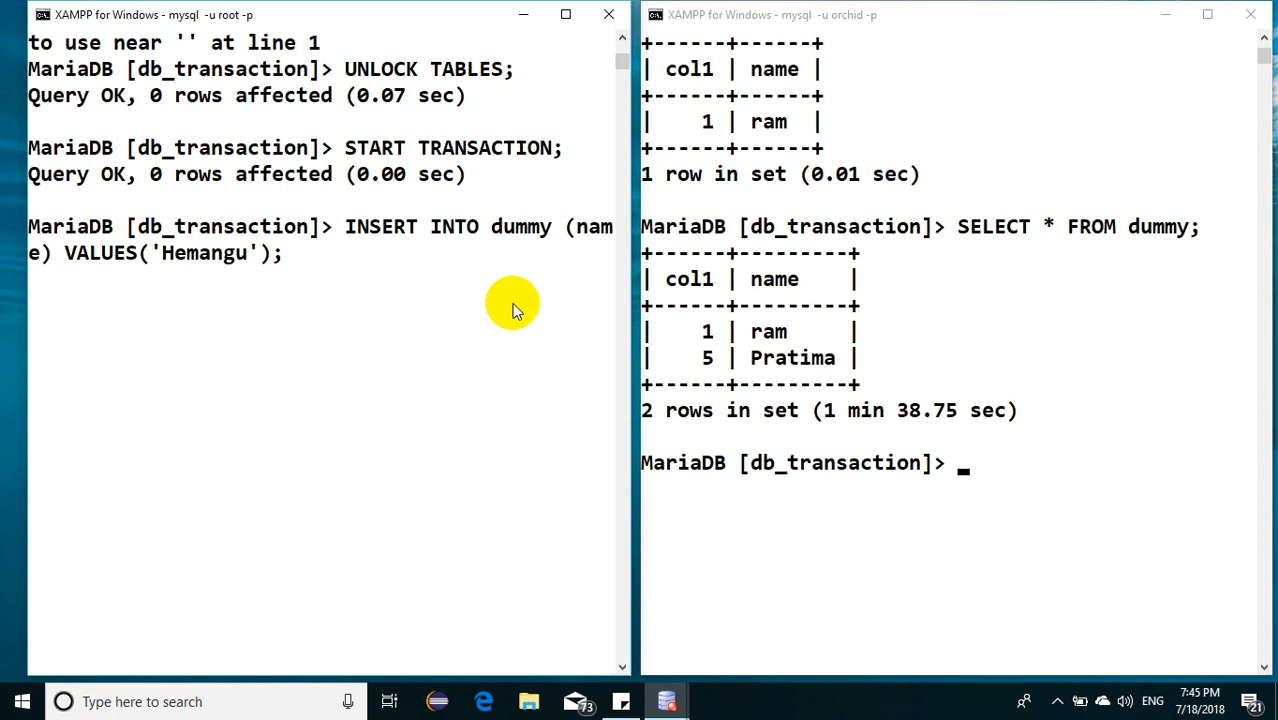 XAMPP for Windows - mysql -u root -p
to use near '' at line 1
MariaDB [db_transaction]> UNLOCK TABLES;
Query OK, 0 rows affected (0.07 sec)
MariaDB [db_transaction]> START TRANSACTION;
Query OK, 0 rows affected (0.00 sec)
MariaDB [db_transaction]> INSERT INTO dummy (nam
e) VALUES('Hemangu');
XAMPP for Windows - mysql -u orchid -p
+------+------+
| col1 | name |
+------+------+
|    1 | ram  |
+------+------+
1 row in set (0.01 sec)
MariaDB [db_transaction]> SELECT * FROM dummy;
+------+---------+
| col1 | name    |
+------+---------+
|    1 | ram     |
|    5 | Pratima |
+------+---------+
2 rows in set (1 min 38.75 sec)
MariaDB [db_transaction]> _
Type here to search
73
ENG
7:45 PM
7/18/2018
21